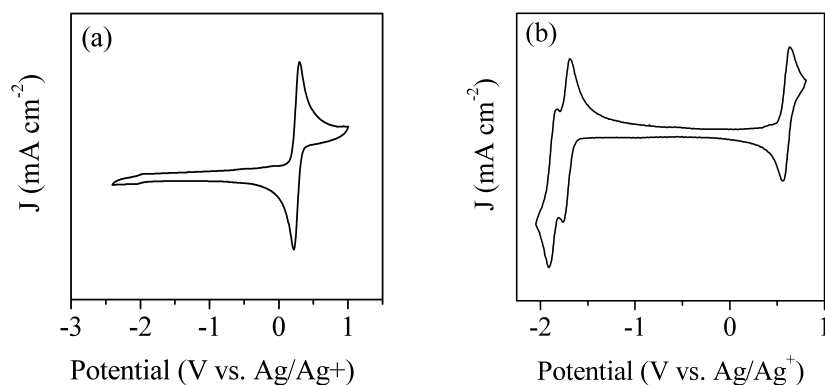 (a)
J (mA cm⁻²)
-3 -2 -1 0 1
Potential (V vs. Ag/Ag+)
(b)
J (mA cm⁻²)
-2 -1 0 1
Potential (V vs. Ag/Ag⁺)